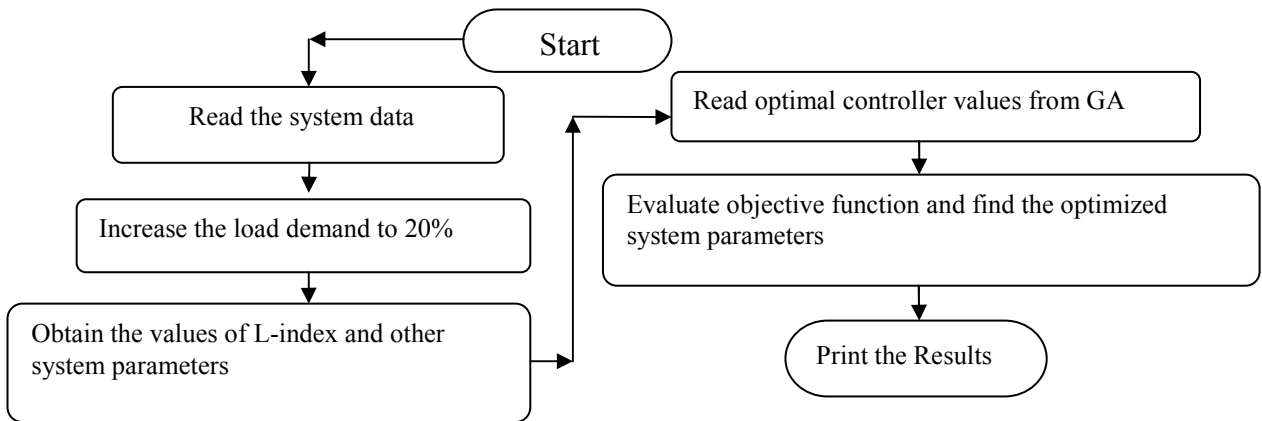 Start
Read the system data
Increase the load demand to 20%
Obtain the values of L-index and other
system parameters
Read optimal controller values from GA
Evaluate objective function and find the optimized
system parameters
Print the Results